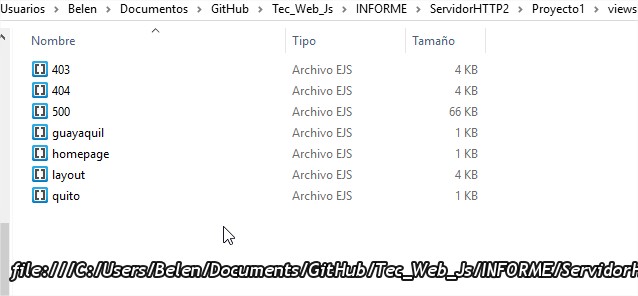 Usuarios > Belen > Documentos > GitHub > Tec_Web_Js > INFORME > ServidorHTTP2 > Proyecto1 > views
Nombre Tipo Tamaño
403 Archivo EJS 4 KB
404 Archivo EJS 4 KB
500 Archivo EJS 66 KB
guayaquil Archivo EJS 1 KB
homepage Archivo EJS 1 KB
layout Archivo EJS 4 KB
quito Archivo EJS 1 KB
file:///C:/Users/Belen/Documents/GitHub/Tec_Web_Js/INFORME/ServidorH